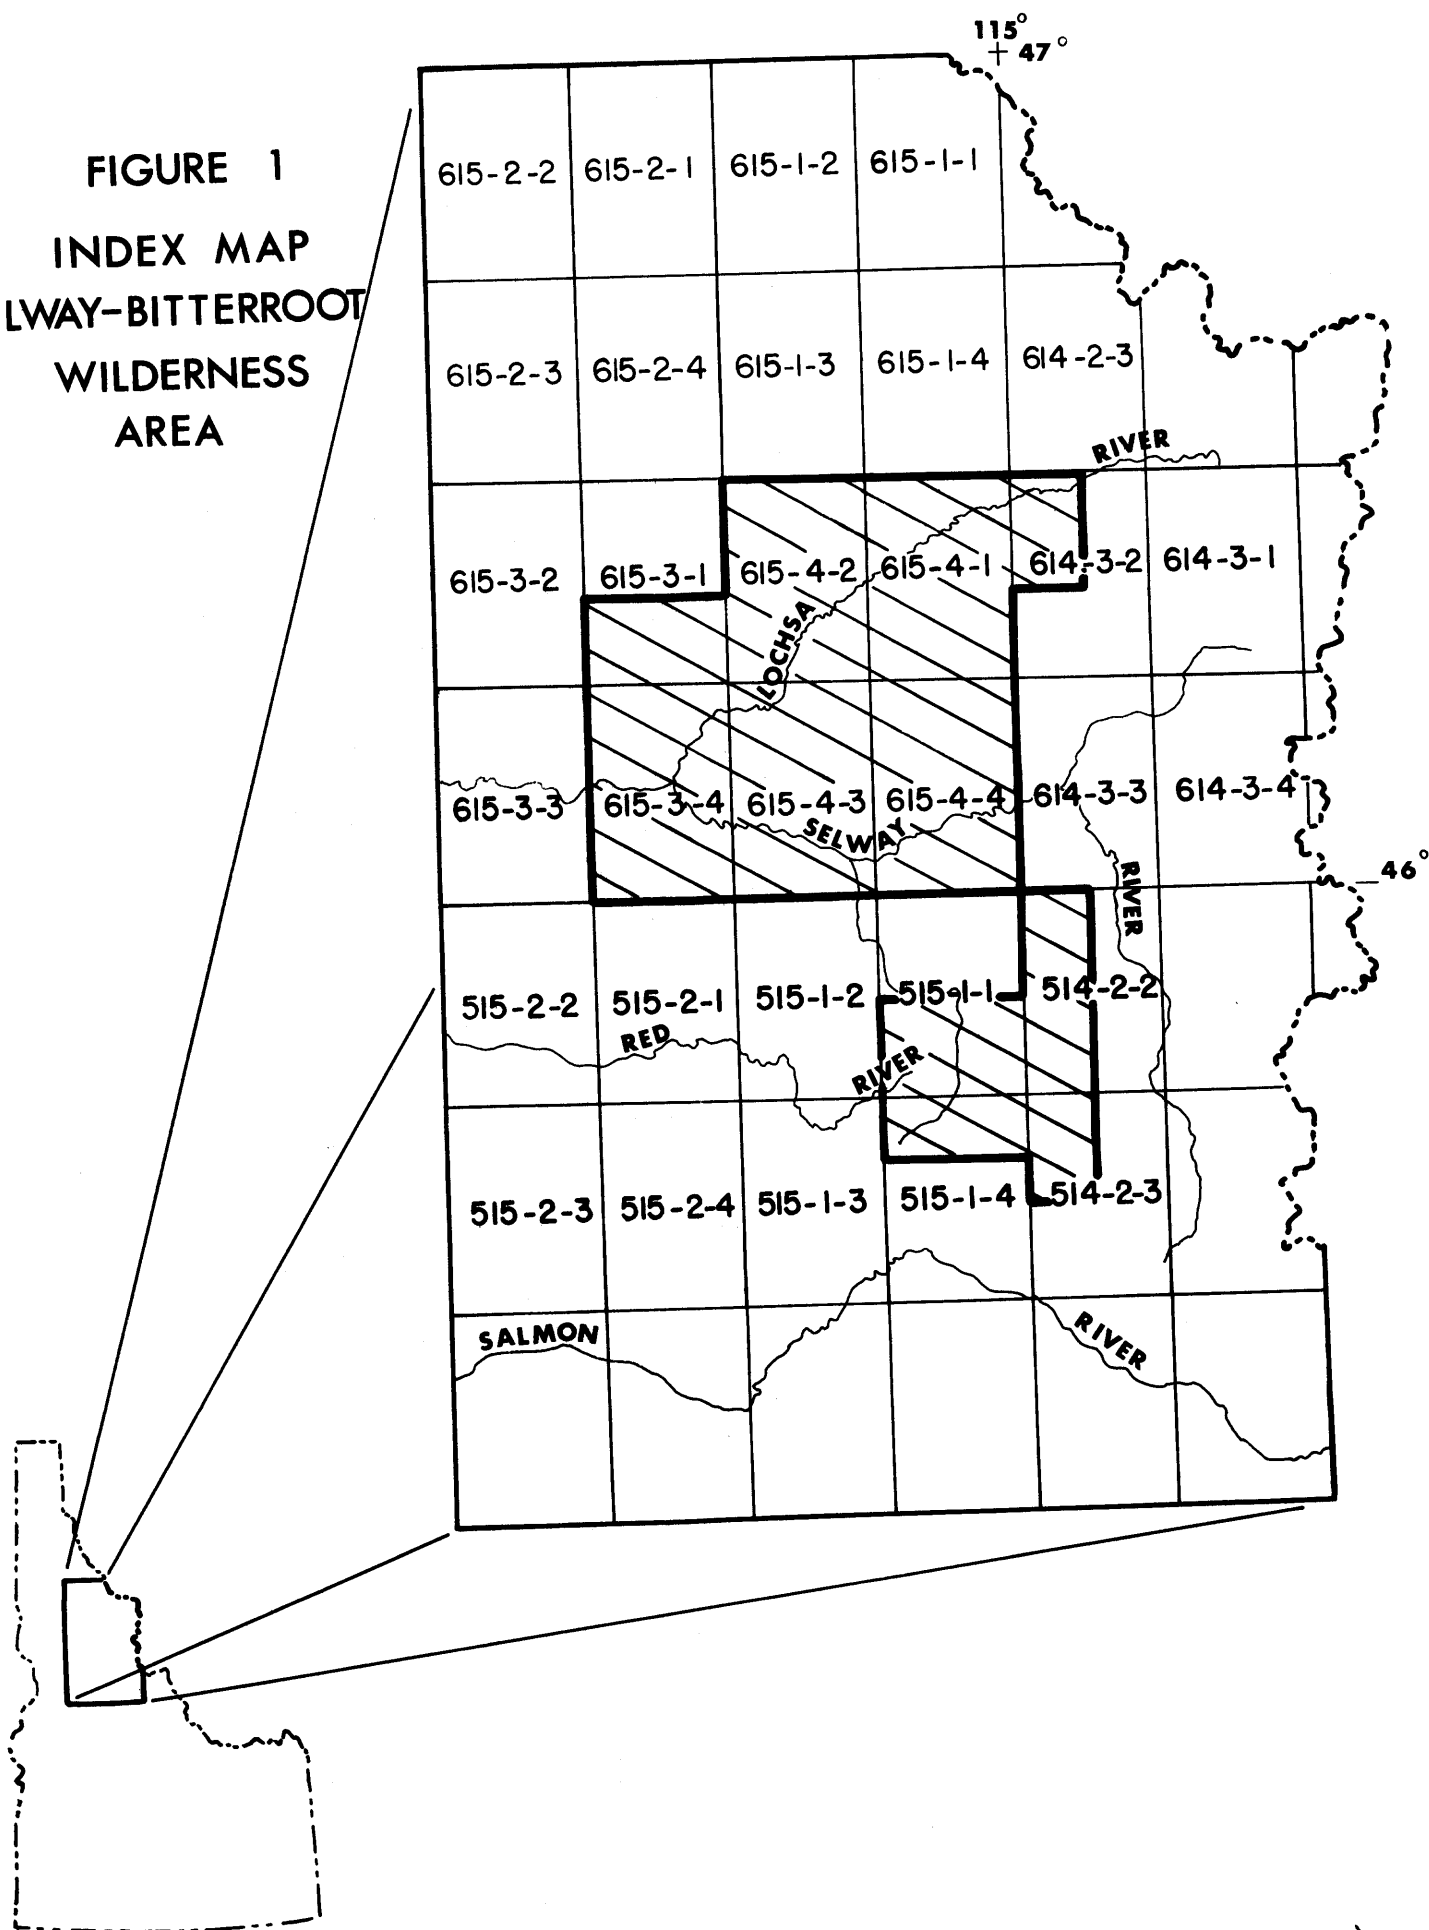 115°
47°
FIGURE 1
INDEX MAP
LWAY-BITTERROOT
WILDERNESS
AREA
615-2-2 615-2-1 615-1-2 615-1-1
615-2-3 615-2-4 615-1-3 615-1-4 614-2-3
RIVER
615-3-2 615-3-1 615-4-2 615-4-1 614-3-2 614-3-1
LOCHSA
615-3-3 615-3-4 615-4-3 615-4-4 614-3-3 614-3-4
SELWAY
RIVER
46°
515-2-2 515-2-1 515-1-2 515-1-1 514-2-2
RED
RIVER
515-2-3 515-2-4 515-1-3 515-1-4 514-2-3
SALMON
RIVER